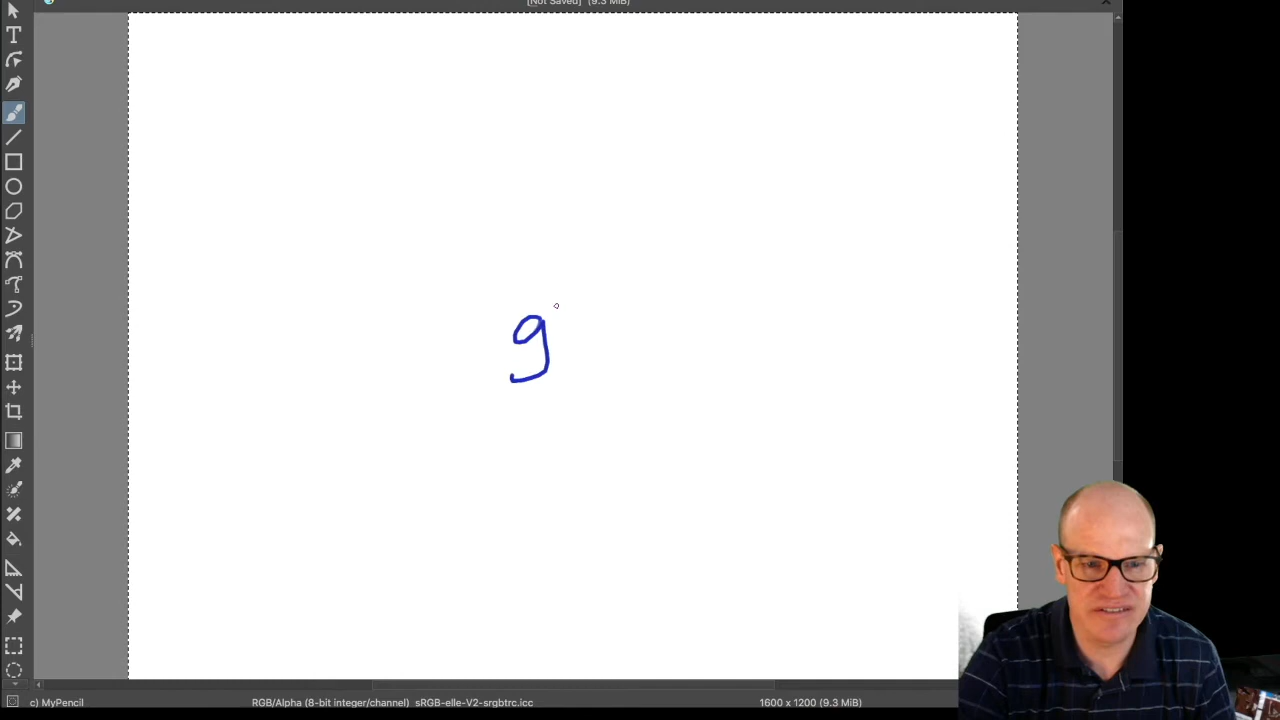 [Not Saved] (9.3 MiB)
g
c) MyPencil
RGB/Alpha (8-bit integer/channel) sRGB-elle-V2-srgbtrc.icc
1600 x 1200 (9.3 MiB)